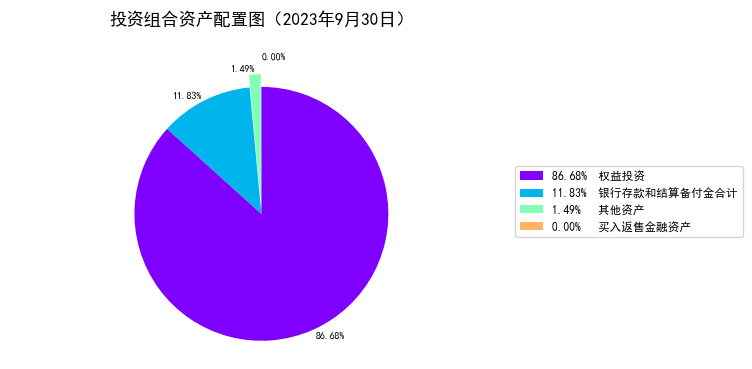 投资组合资产配置图（2023年9月30日）
0.00%
1.49%
11.83%
86.68%
86.68% 权益投资
11.83% 银行存款和结算备付金合计
1.49% 其他资产
0.00% 买入返售金融资产